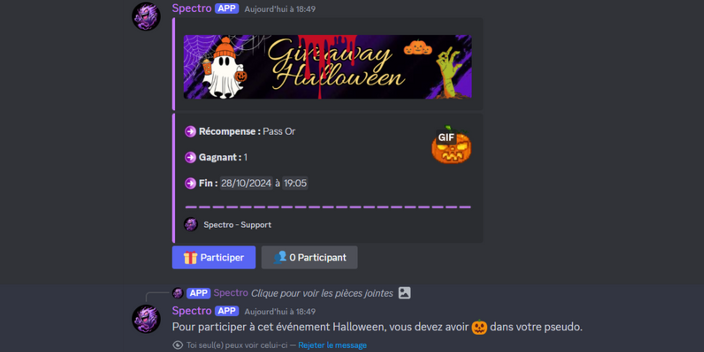 Spectro APP Aujourd'hui à 18:49
Giveaway
Halloween
Récompense : Pass Or
GIF
Gagnant : 1
Fin : 28/10/2024 à 19:05
Spectro - Support
Participer 0 Participant
APP Spectro Clique pour voir les pièces jointes
Spectro APP Aujourd'hui à 18:49
Pour participer à cet événement Halloween, vous devez avoir 🎃 dans votre pseudo.
Toi seul(e) peux voir celui-ci — Rejeter le message